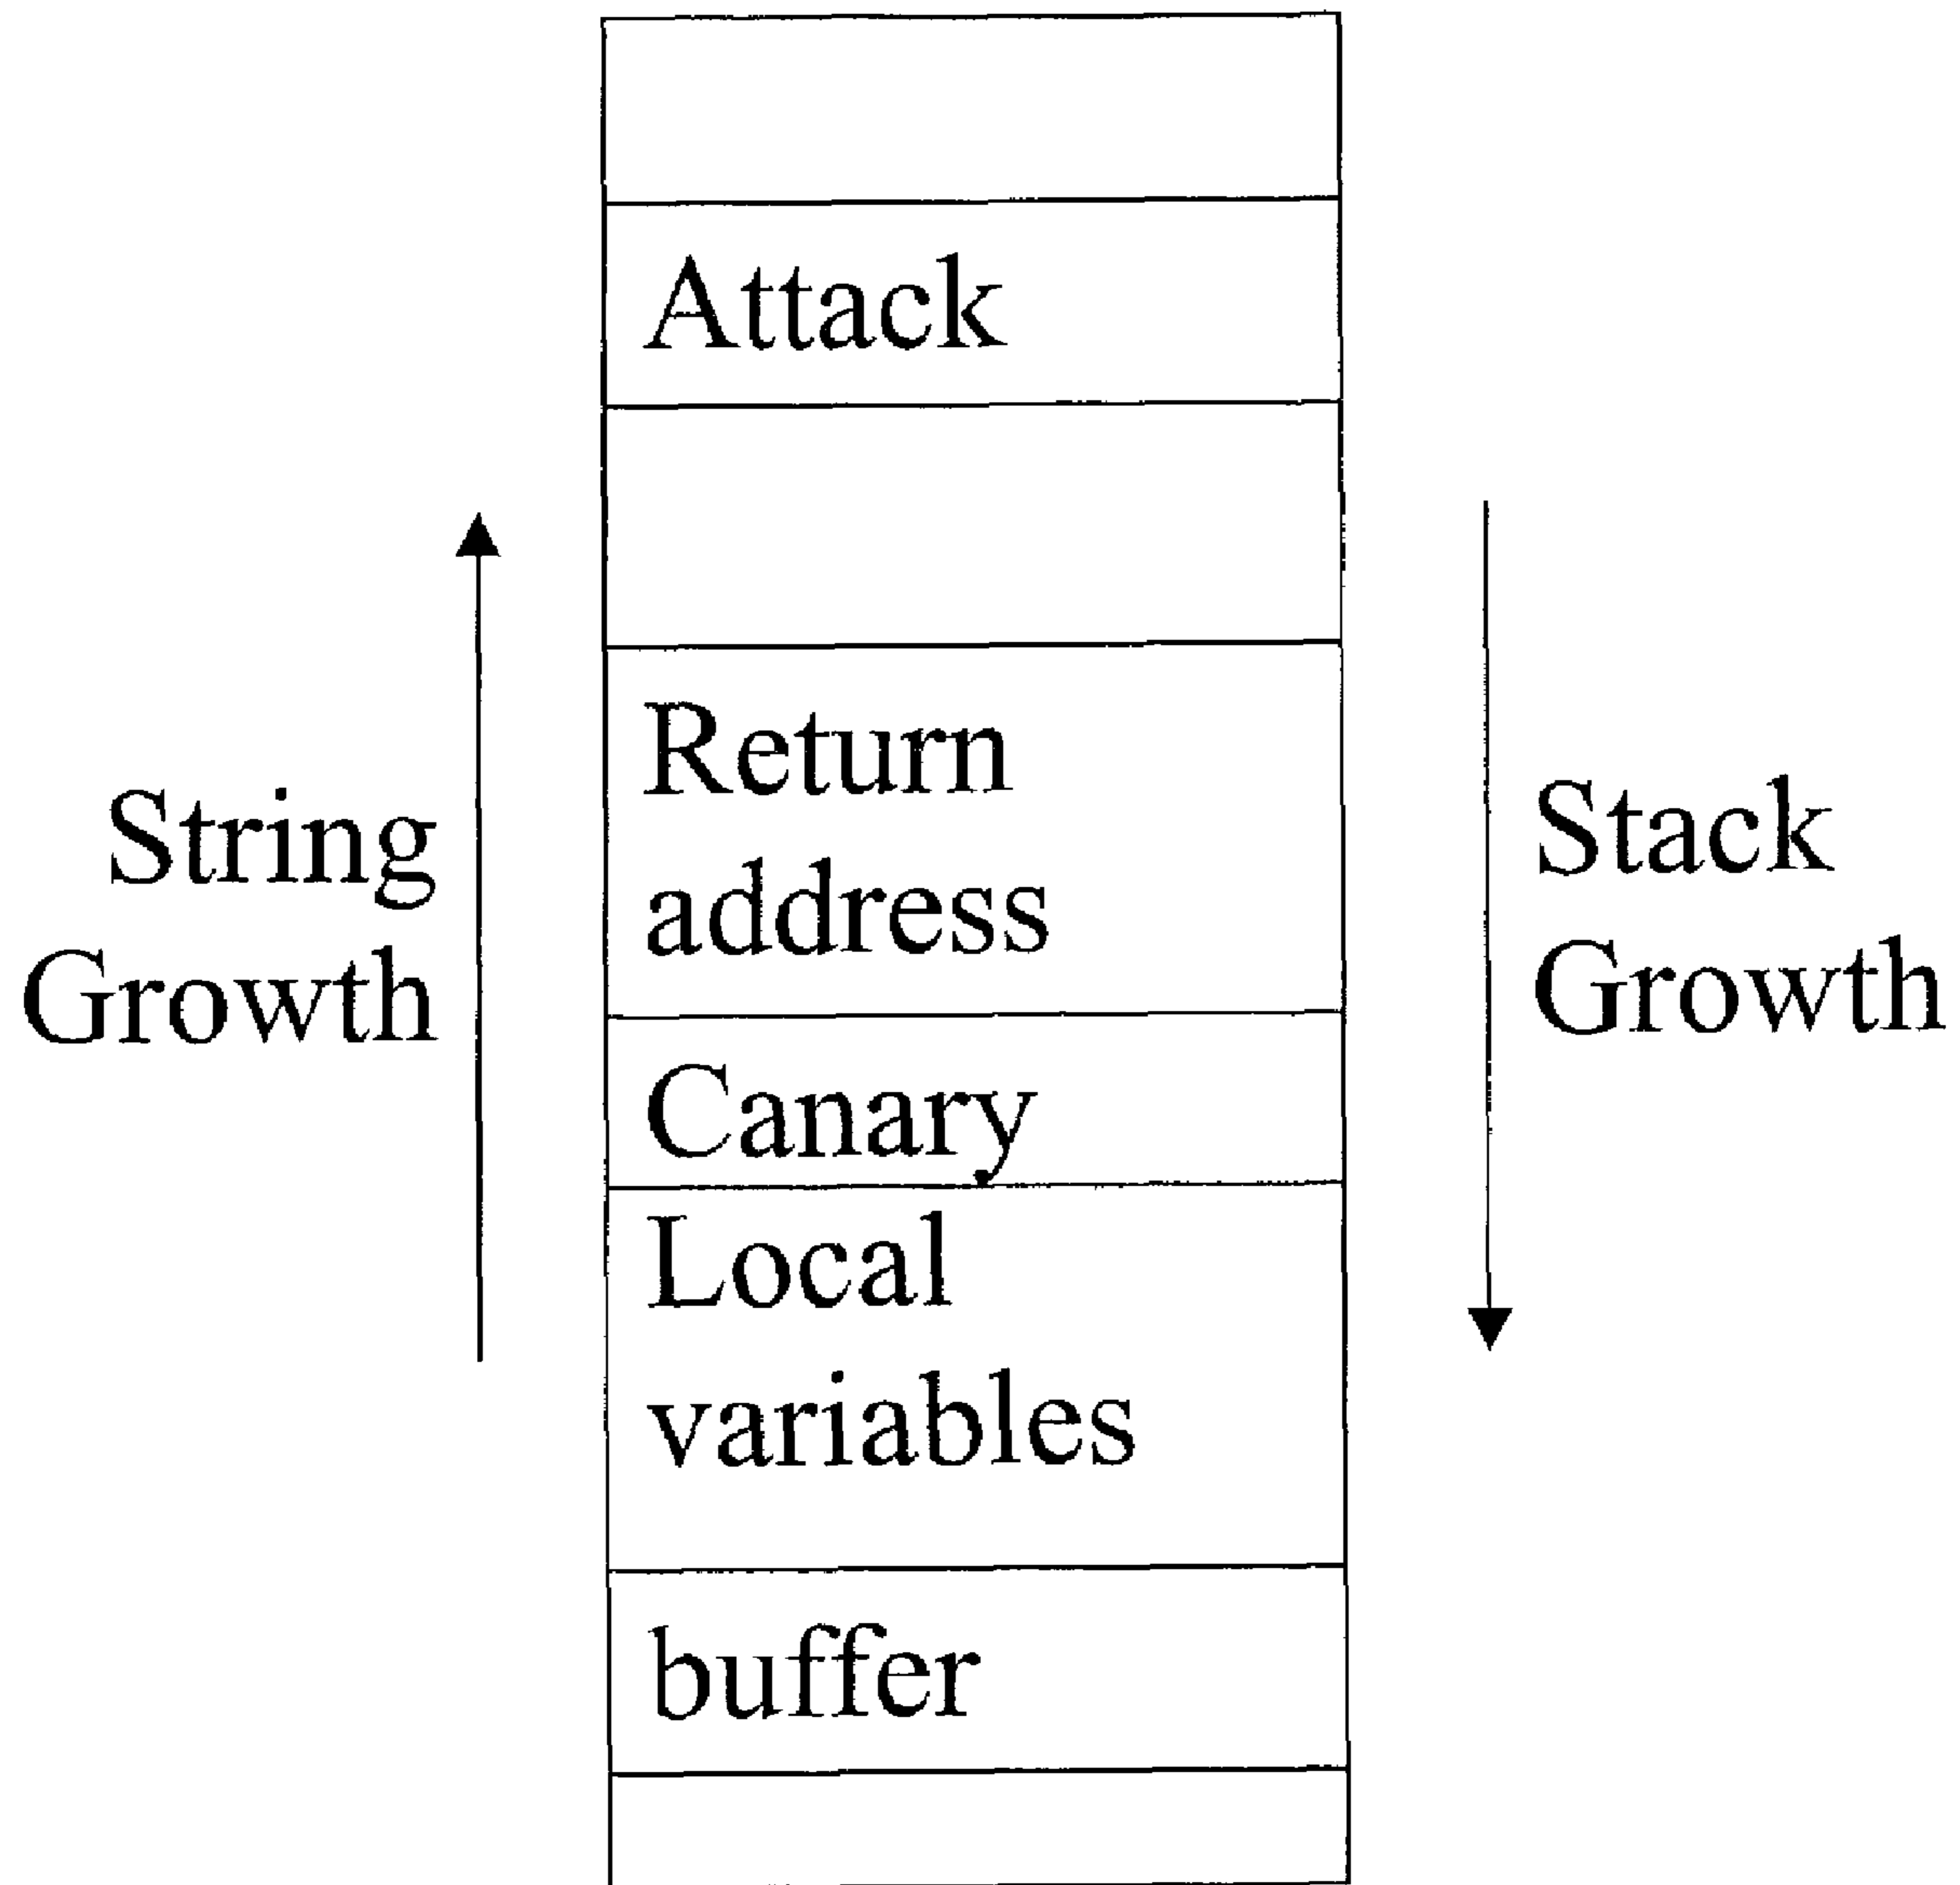 Attack
Return
address
String
Growth
Stack
Growth
Canary
Local
variables
buffer